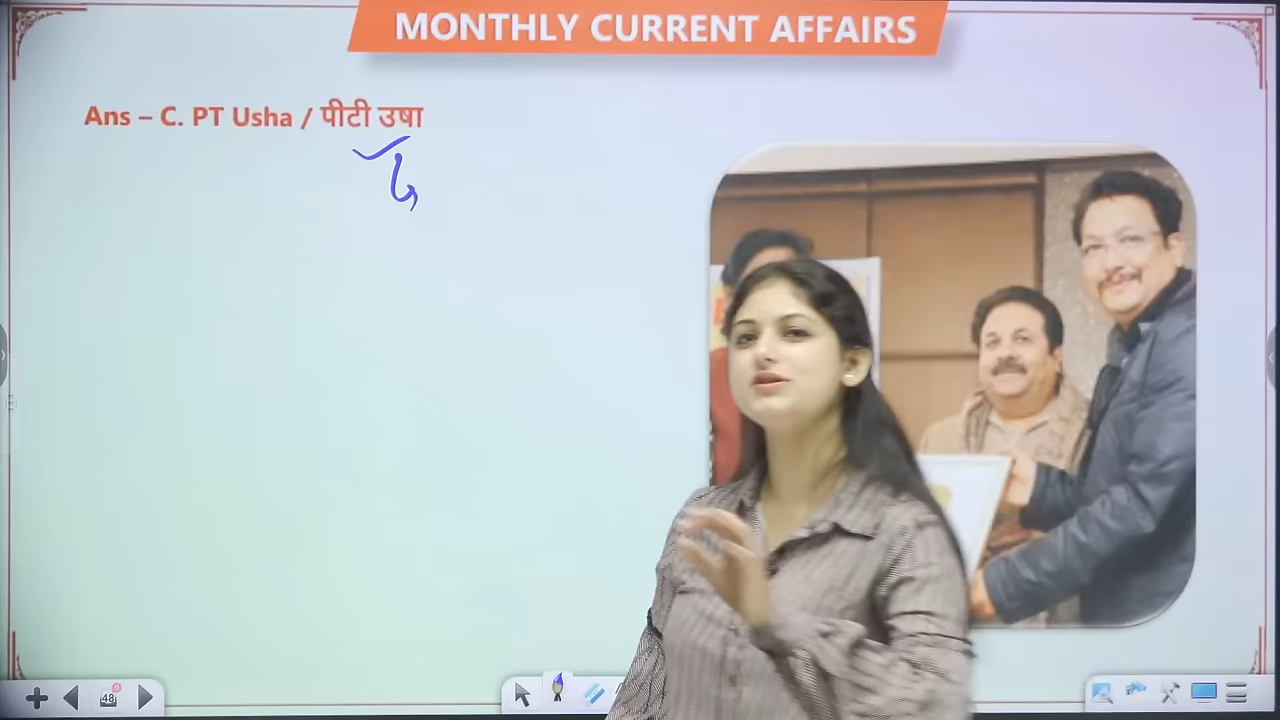 MONTHLY CURRENT AFFAIRS
Ans – C. PT Usha / पीटी उषा
48